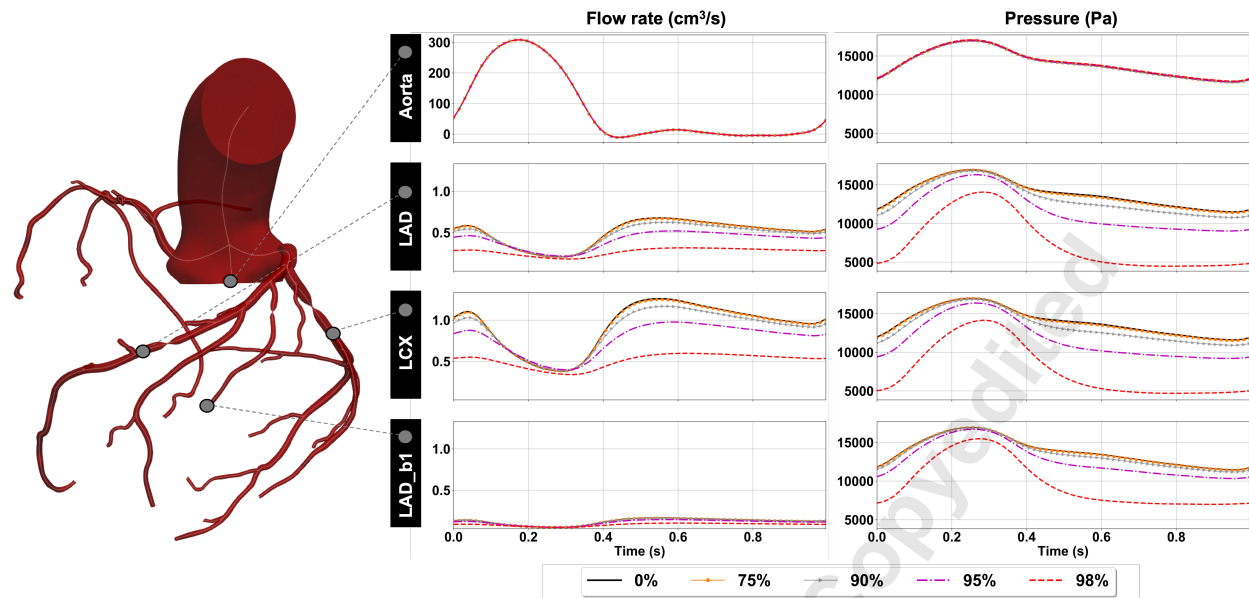 Flow rate (cm³/s)
Pressure (Pa)
Aorta
300
200
100
0
15000
10000
5000
LAD
1.0
0.5
15000
10000
5000
LCX
1.0
0.5
15000
10000
5000
LAD_b1
1.0
0.5
15000
10000
5000
0.0 0.2 0.4 0.6 0.8
Time (s)
0.0 0.2 0.4 0.6 0.8
Time (s)
0% 75% 90% 95% 98%
Copyedited